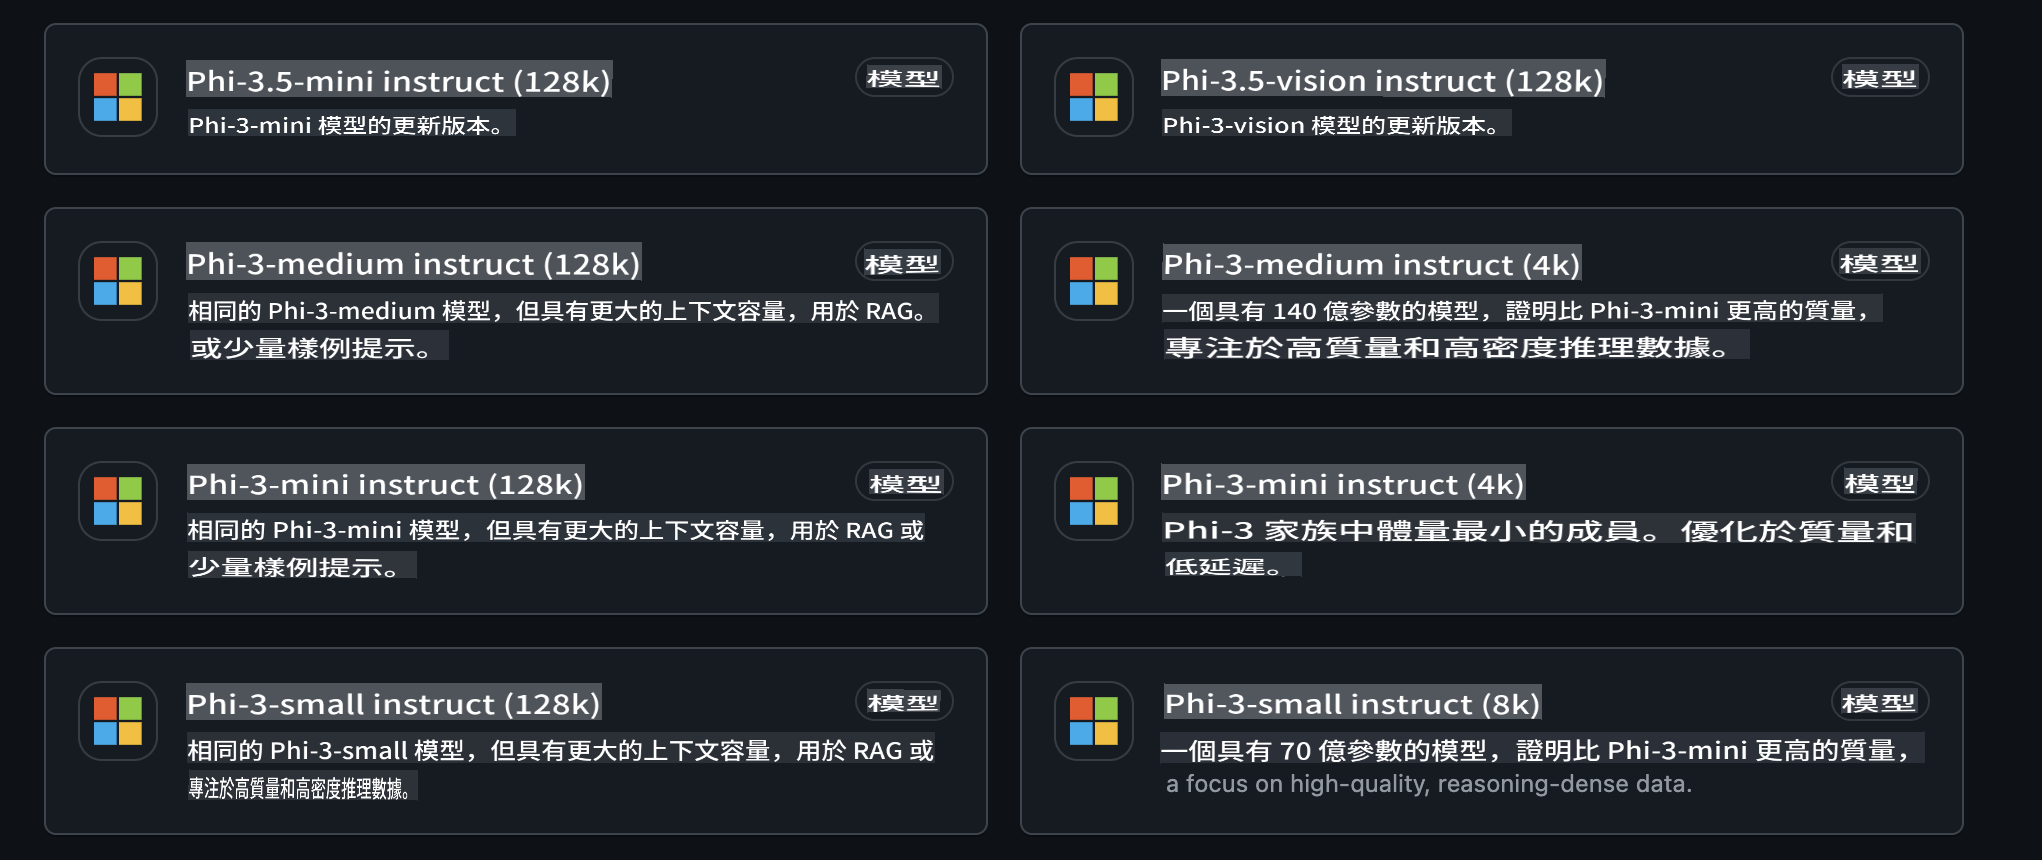 Phi-3.5-mini instruct (128k)
模型
Phi-3-mini 模型的更新版本。
Phi-3.5-vision instruct (128k)
模型
Phi-3-vision 模型的更新版本。
Phi-3-medium instruct (128k)
模型
相同的 Phi-3-medium 模型，但具有更大的上下文容量，用於 RAG。
或少量樣例提示。
Phi-3-medium instruct (4k)
模型
一個具有 140 億參數的模型，證明比 Phi-3-mini 更高的質量，
專注於高質量和高密度推理數據。
Phi-3-mini instruct (128k)
模型
相同的 Phi-3-mini 模型，但具有更大的上下文容量，用於 RAG 或
少量樣例提示。
Phi-3-mini instruct (4k)
模型
Phi-3 家族中體量最小的成員。優化於質量和
低延遲。
Phi-3-small instruct (128k)
模型
相同的 Phi-3-small 模型，但具有更大的上下文容量，用於 RAG 或
專注於高質量和高密度推理數據。
Phi-3-small instruct (8k)
模型
一個具有 70 億參數的模型，證明比 Phi-3-mini 更高的質量，
a focus on high-quality, reasoning-dense data.